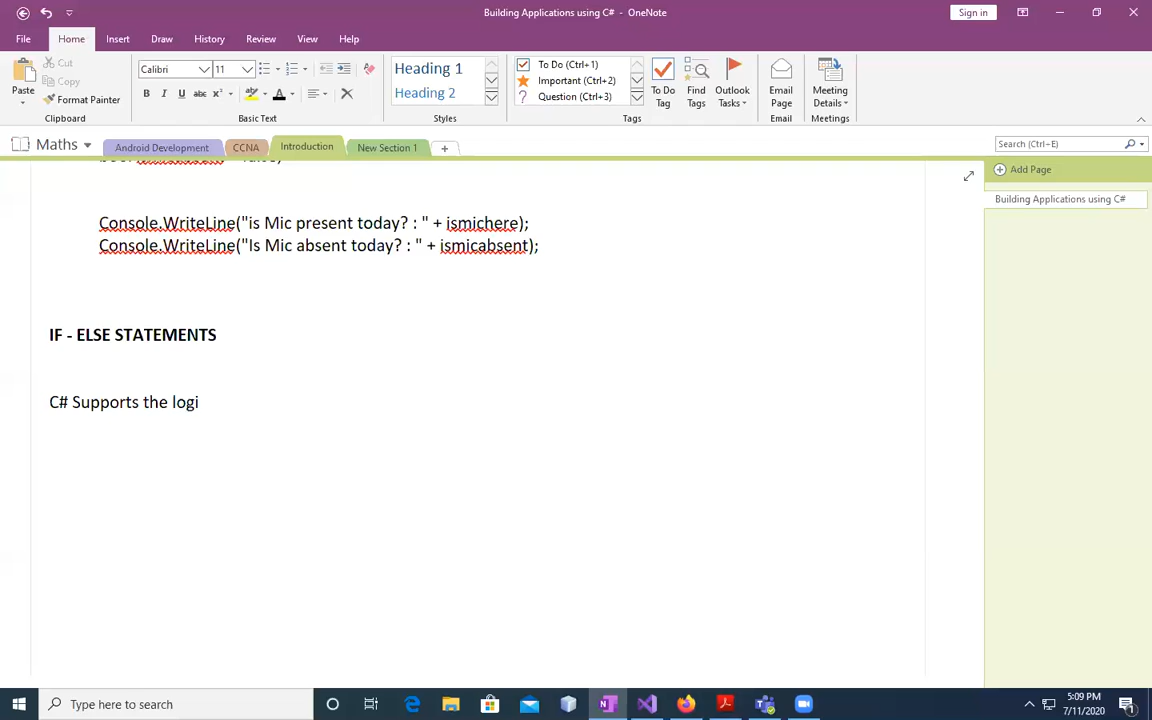 Building Applications using C# - OneNote
Sign in
File Home Insert Draw History Review View Help
Paste
Cut
Copy
Format Painter
Clipboard
Calibri 11
B I U abc x² A
Basic Text
Heading 1
Heading 2
Styles
To Do (Ctrl+1)
Important (Ctrl+2)
Question (Ctrl+3)
To Do Tag
Find Tags
Outlook Tasks
Tags
Email Page
Email
Meeting Details
Meetings
Maths
Android Development
CCNA
Introduction
New Section 1
Search (Ctrl+E)
Add Page
Building Applications using C#
Console.WriteLine("is Mic present today? : " + ismichere);
Console.WriteLine("Is Mic absent today? : " + ismicabsent);
IF - ELSE STATEMENTS
C# Supports the logi
Type here to search
5:09 PM
7/11/2020
1